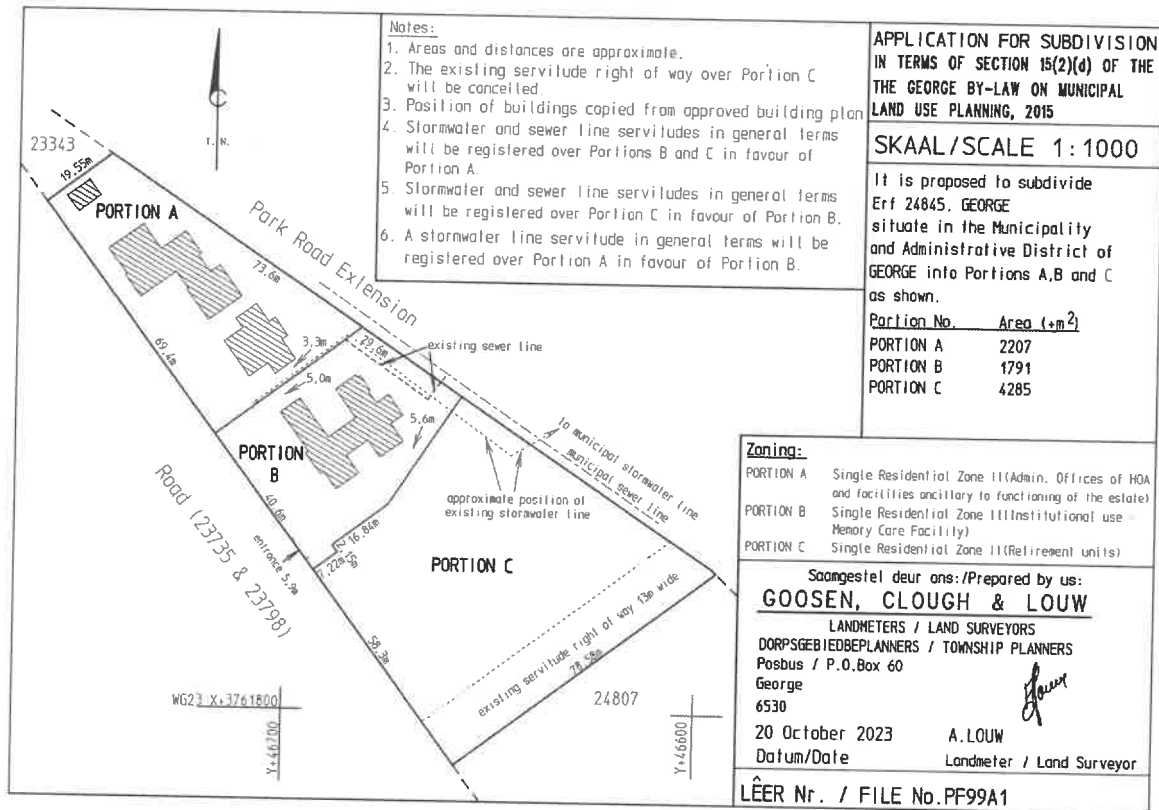 Notes:
1. Areas and distances are approximate.
2. The existing servitude right of way over Portion C
will be cancelled.
3. Position of buildings copied from approved building plan
4. Stormwater and sewer line servitudes in general terms
will be registered over Portions B and C in favour of
Portion A.
5. Stormwater and sewer line servitudes in general terms
will be registered over Portion C in favour of Portion B.
6. A stormwater line servitude in general terms will be
registered over Portion A in favour of Portion B.
APPLICATION FOR SUBDIVISION
IN TERMS OF SECTION 15(2)(d) OF THE
THE GEORGE BY-LAW ON MUNICIPAL
LAND USE PLANNING, 2015
SKAAL/SCALE 1:1000
It is proposed to subdivide
Erf 24845, GEORGE
situate in the Municipality
and Administrative District of
GEORGE into Portions A,B and C
as shown.
Portion No. Area (±m²)
PORTION A 2207
PORTION B 1791
PORTION C 4285
Zoning:
PORTION A Single Residential Zone II(Admin. Offices of HOA
and facilities ancillary to functioning of the estate)
PORTION B Single Residential Zone II(Institutional use -
Memory Care Facility)
PORTION C Single Residential Zone II(Retirement units)
Saamgestel deur ons:/Prepared by us:
GOOSEN, CLOUGH & LOUW
LANDMETERS / LAND SURVEYORS
DORPSGEBIEDBEPLANNERS / TOWNSHIP PLANNERS
Posbus / P.O.Box 60
George
6530
20 October 2023 A.LOUW
Datum/Date Landmeter / Land Surveyor
LÊER Nr. / FILE No.PF99A1
T. N.
23343
19,55m
PORTION A
Park Road Extension
73,6m
69,4m
3,3m
29,6m
existing sewer line
5,0m
5,6m
PORTION
B
40,6m
Road (23735 & 23798)
entrance 5,9m
16,84m
2,15m
approximate position of
existing stormwater line
to municipal stormwater line
municipal sewer line
PORTION C
58,3m
existing servitude right of way 13m wide
78,58m
24807
WG23 X+3761800
Y+46700
Y+46600